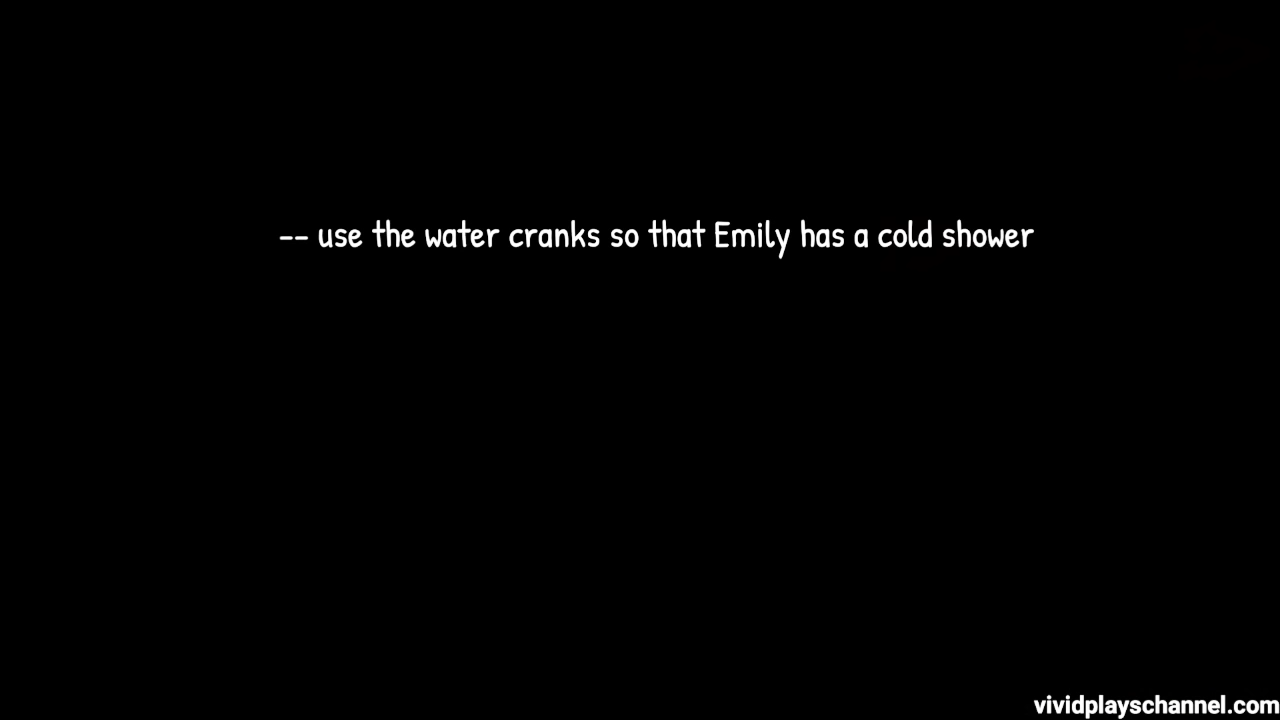 -- use the water cranks so that Emily has a cold shower
vividplayschannel.com